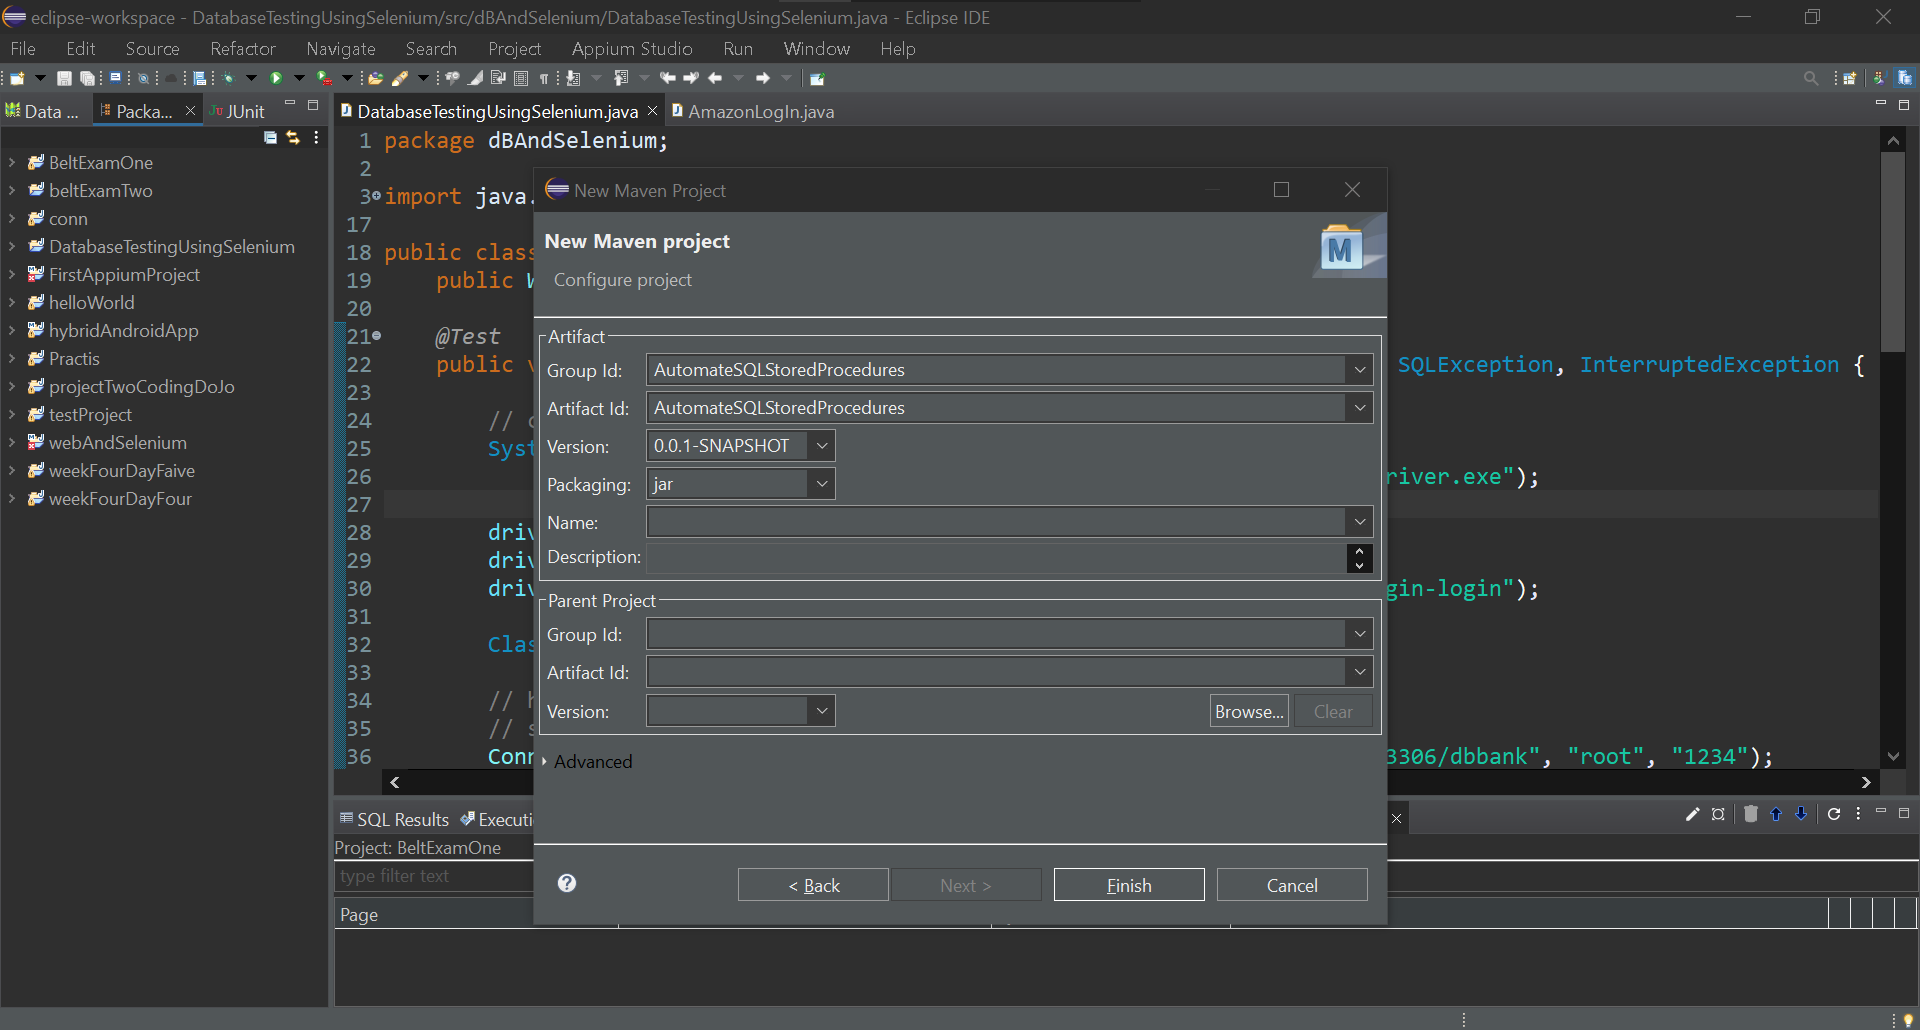 eclipse-workspace - DatabaseTestingUsingSelenium/src/dBAndSelenium/DatabaseTestingUsingSelenium.java - Eclipse IDE
File Edit Source Refactor Navigate Search Project Appium Studio Run Window Help
Data ... Packa... JUnit
DatabaseTestingUsingSelenium.java AmazonLogIn.java
BeltExamOne
beltExamTwo
conn
DatabaseTestingUsingSelenium
FirstAppiumProject
helloWorld
hybridAndroidApp
Practis
projectTwoCodingDoJo
testProject
webAndSelenium
weekFourDayFaive
weekFourDayFour
1 package dBAndSelenium;
2
3 import java.
17
18 public class
19 public W
20
21 @Test
22 public v SQLException, InterruptedException {
23
24 // c
25 Syst
26 river.exe");
27
28 driv
29 driv
30 driv gin-login");
31
32 Clas
33
34 // h
35 // s
36 Conn 3306/dbbank", "root", "1234");
New Maven Project
New Maven project
Configure project
M
Artifact
Group Id: AutomateSQLStoredProcedures
Artifact Id: AutomateSQLStoredProcedures
Version: 0.0.1-SNAPSHOT
Packaging: jar
Name:
Description:
Parent Project
Group Id:
Artifact Id:
Version: Browse... Clear
Advanced
< Back Next > Finish Cancel
SQL Results Executi
Project: BeltExamOne
type filter text
Page